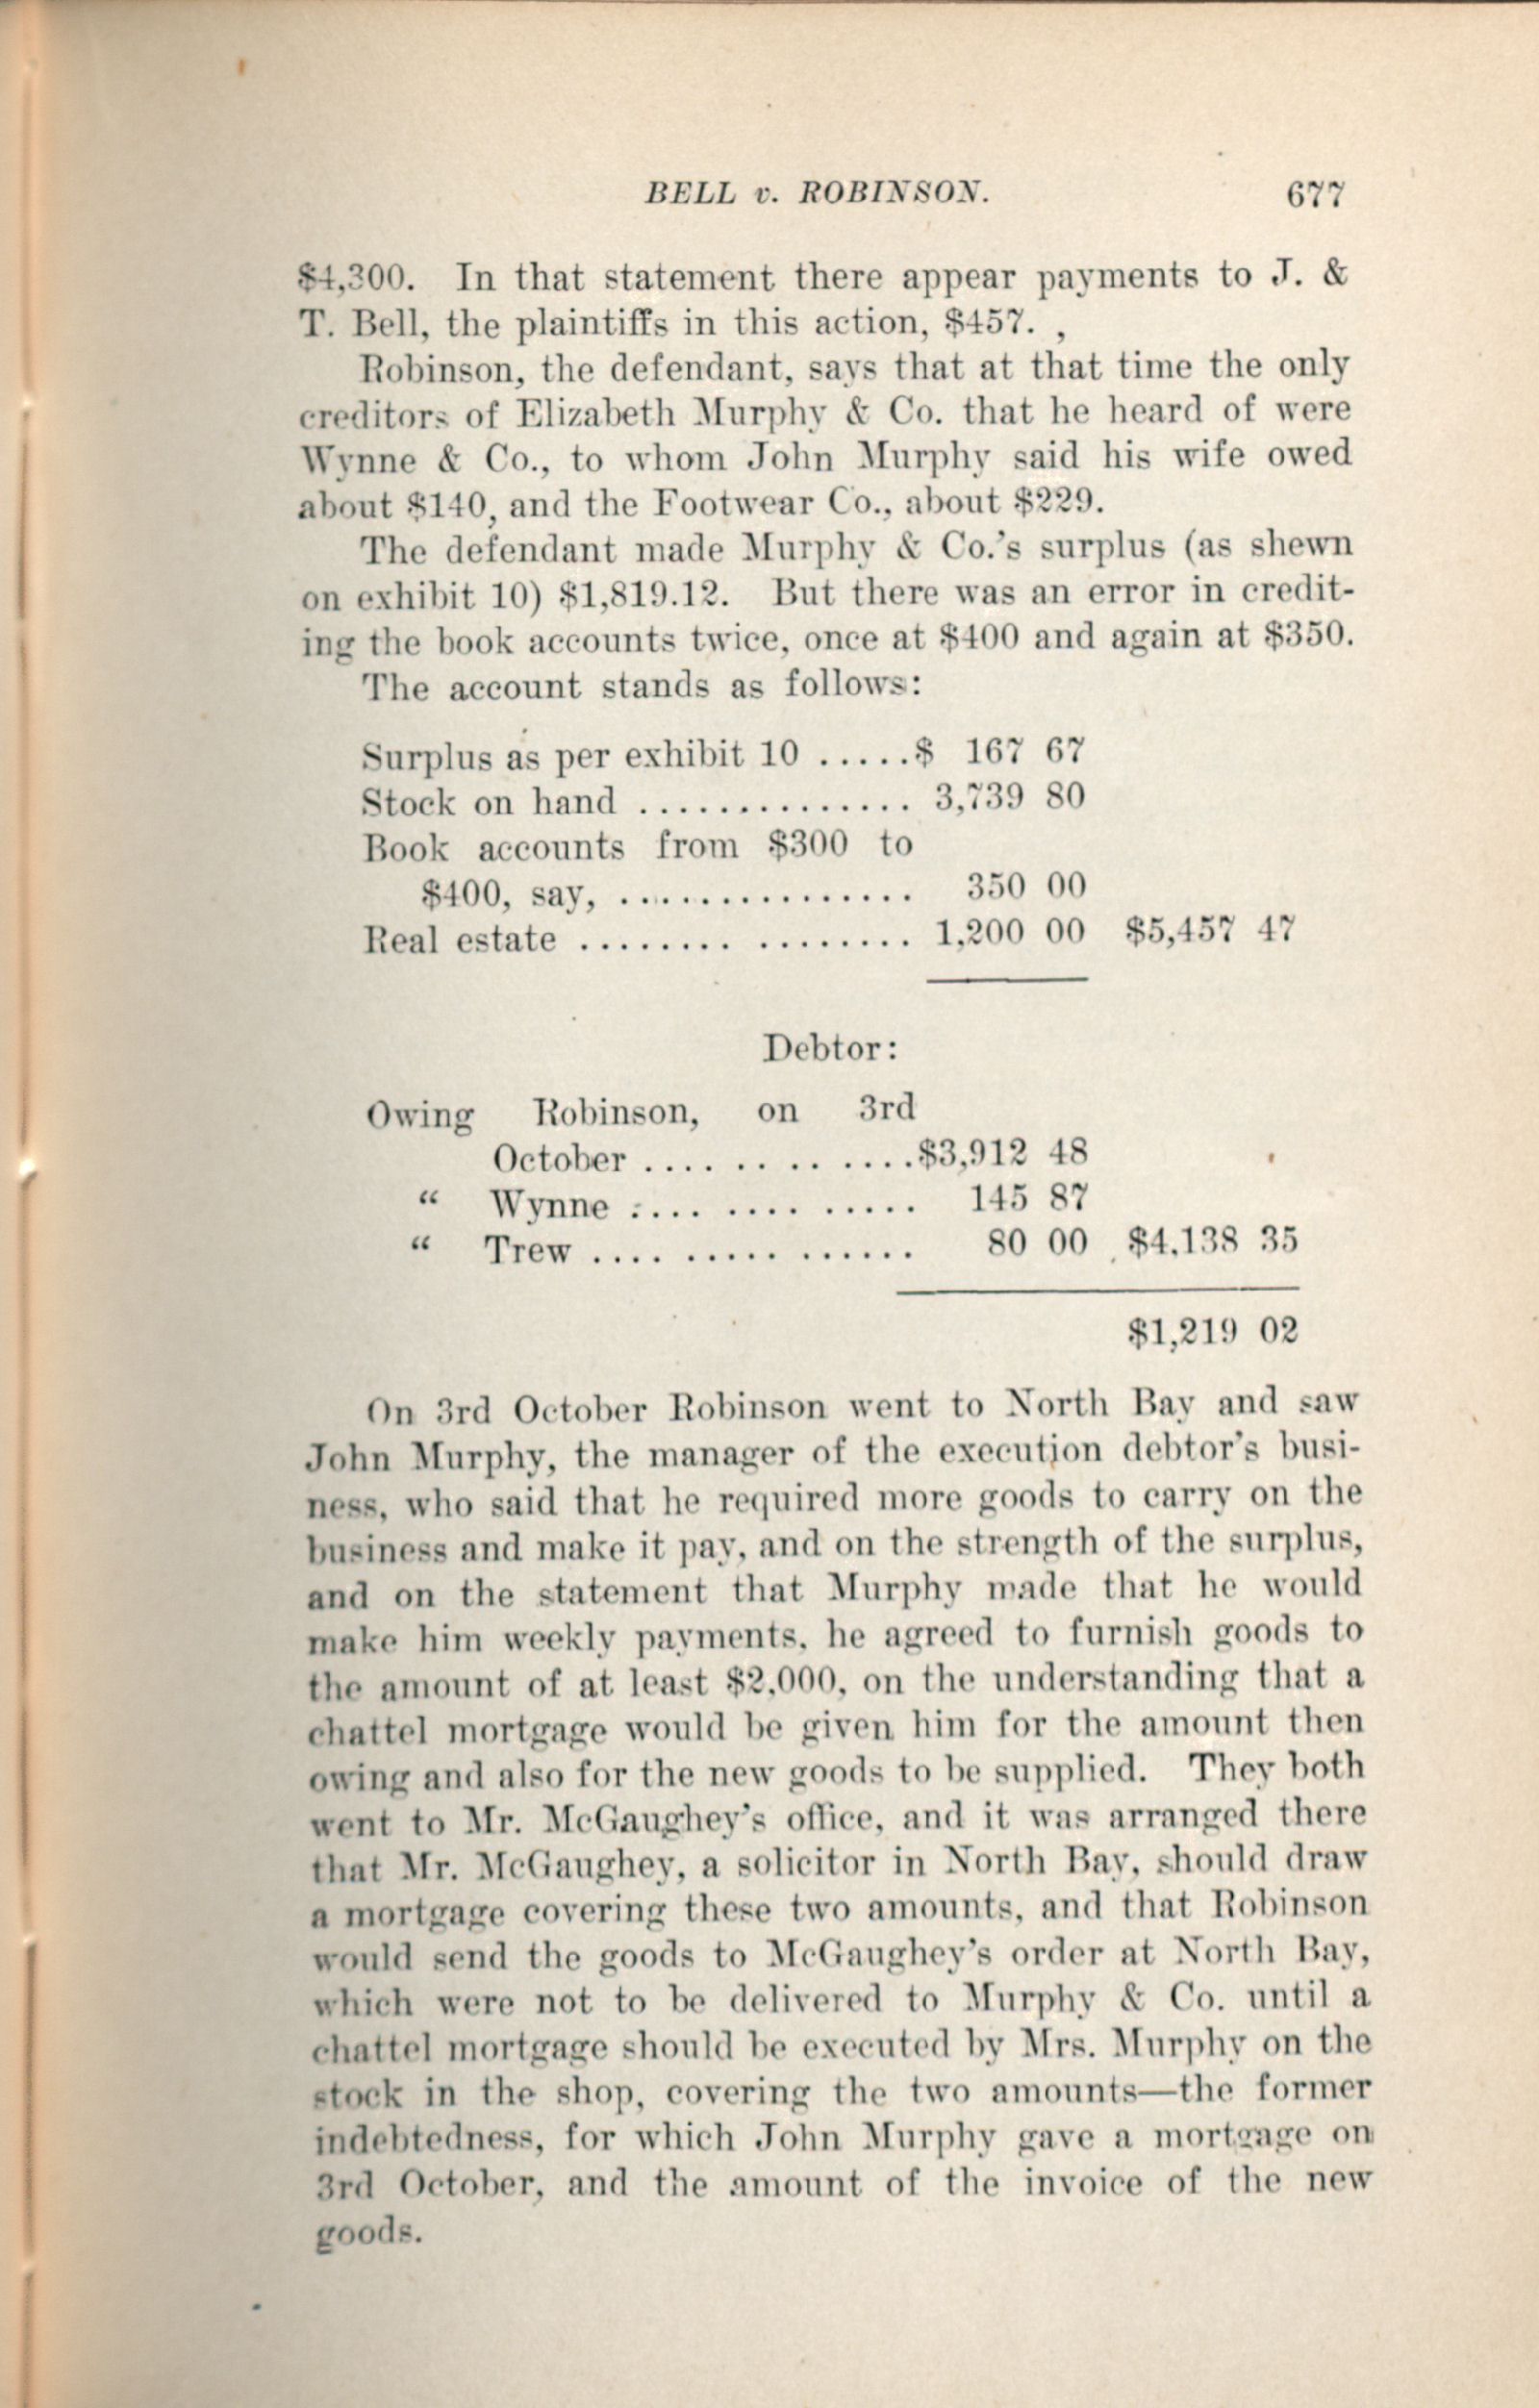 BELL v. ROBINSON. 677
$4,300. In that statement there appear payments to J. &
T. Bell, the plaintiffs in this action, $457. ,
Robinson, the defendant, says that at that time the only
creditors of Elizabeth Murphy & Co. that he heard of were
Wynne & Co., to whom John Murphy said his wife owed
about $140, and the Footwear Co., about $229.
The defendant made Murphy & Co.'s surplus (as shewn
on exhibit 10) $1,819.12. But there was an error in credit-
ing the book accounts twice, once at $400 and again at $350.
The account stands as follows:
Surplus as per exhibit 10 .....$ 167 67
Stock on hand ............... 3,739 80
Book accounts from $300 to
$400, say, ................ 350 00
Real estate ........ ........ 1,200 00 $5,457 47
Debtor:
Owing Robinson, on 3rd
October .... .. .. .....$3,912 48
" Wynne :... .... ..... 145 87
" Trew .... ..... ...... 80 00 $4,138 35
$1,219 02
On 3rd October Robinson went to North Bay and saw
John Murphy, the manager of the execution debtor's busi-
ness, who said that he required more goods to carry on the
business and make it pay, and on the strength of the surplus,
and on the statement that Murphy made that he would
make him weekly payments, he agreed to furnish goods to
the amount of at least $2,000, on the understanding that a
chattel mortgage would be given him for the amount then
owing and also for the new goods to be supplied. They both
went to Mr. McGaughey's office, and it was arranged there
that Mr. McGaughey, a solicitor in North Bay, should draw
a mortgage covering these two amounts, and that Robinson
would send the goods to McGaughey's order at North Bay,
which were not to be delivered to Murphy & Co. until a
chattel mortgage should be executed by Mrs. Murphy on the
stock in the shop, covering the two amounts—the former
indebtedness, for which John Murphy gave a mortgage on
3rd October, and the amount of the invoice of the new
goods.